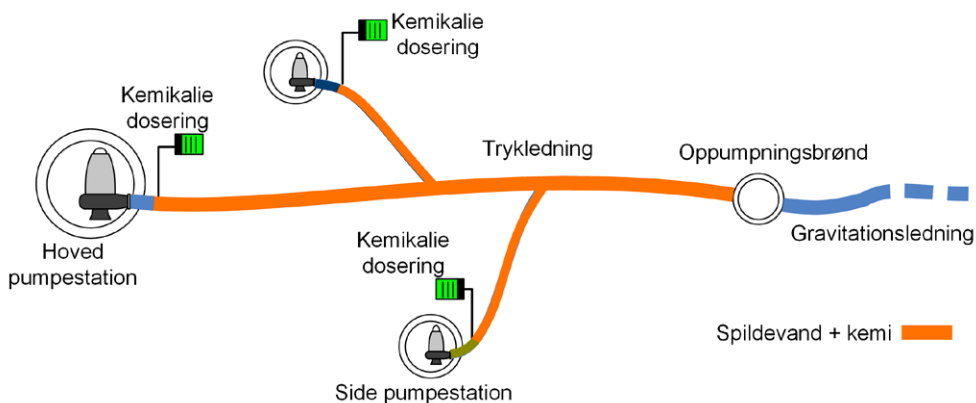 Kemikalie
dosering
Kemikalie
dosering
Trykledning
Oppumpningsbrønd
Hoved
pumpestation
Kemikalie
dosering
Gravitationsledning
Side pumpestation
Spildevand + kemi